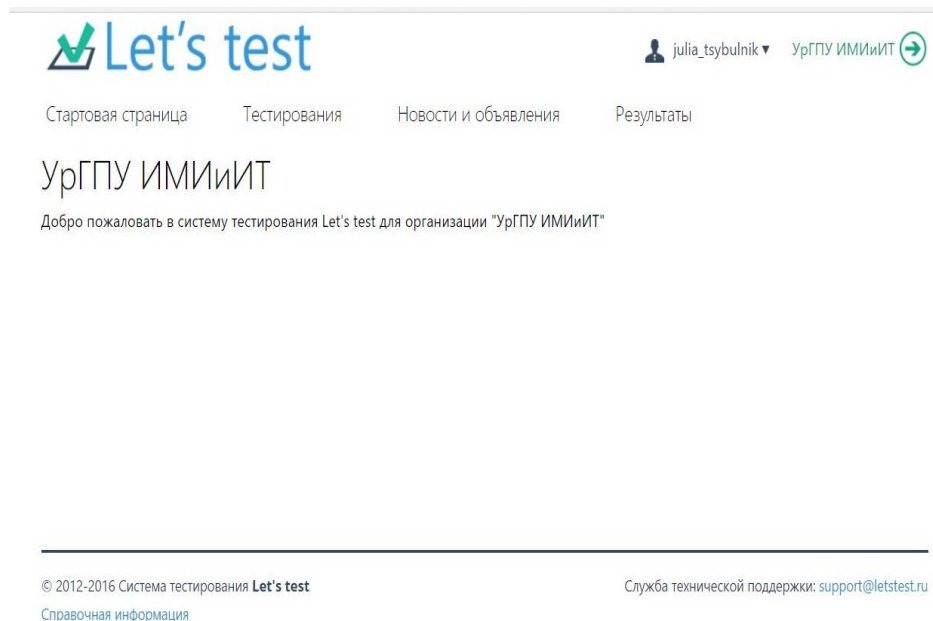 Let's test
julia_tsybulnik ▾ УрГПУ ИМИиИТ
Стартовая страница Тестирования Новости и объявления Результаты
УрГПУ ИМИиИТ
Добро пожаловать в систему тестирования Let's test для организации "УрГПУ ИМИиИТ"
© 2012-2016 Система тестирования Let's test Служба технической поддержки: support@letstest.ru
Справочная информация